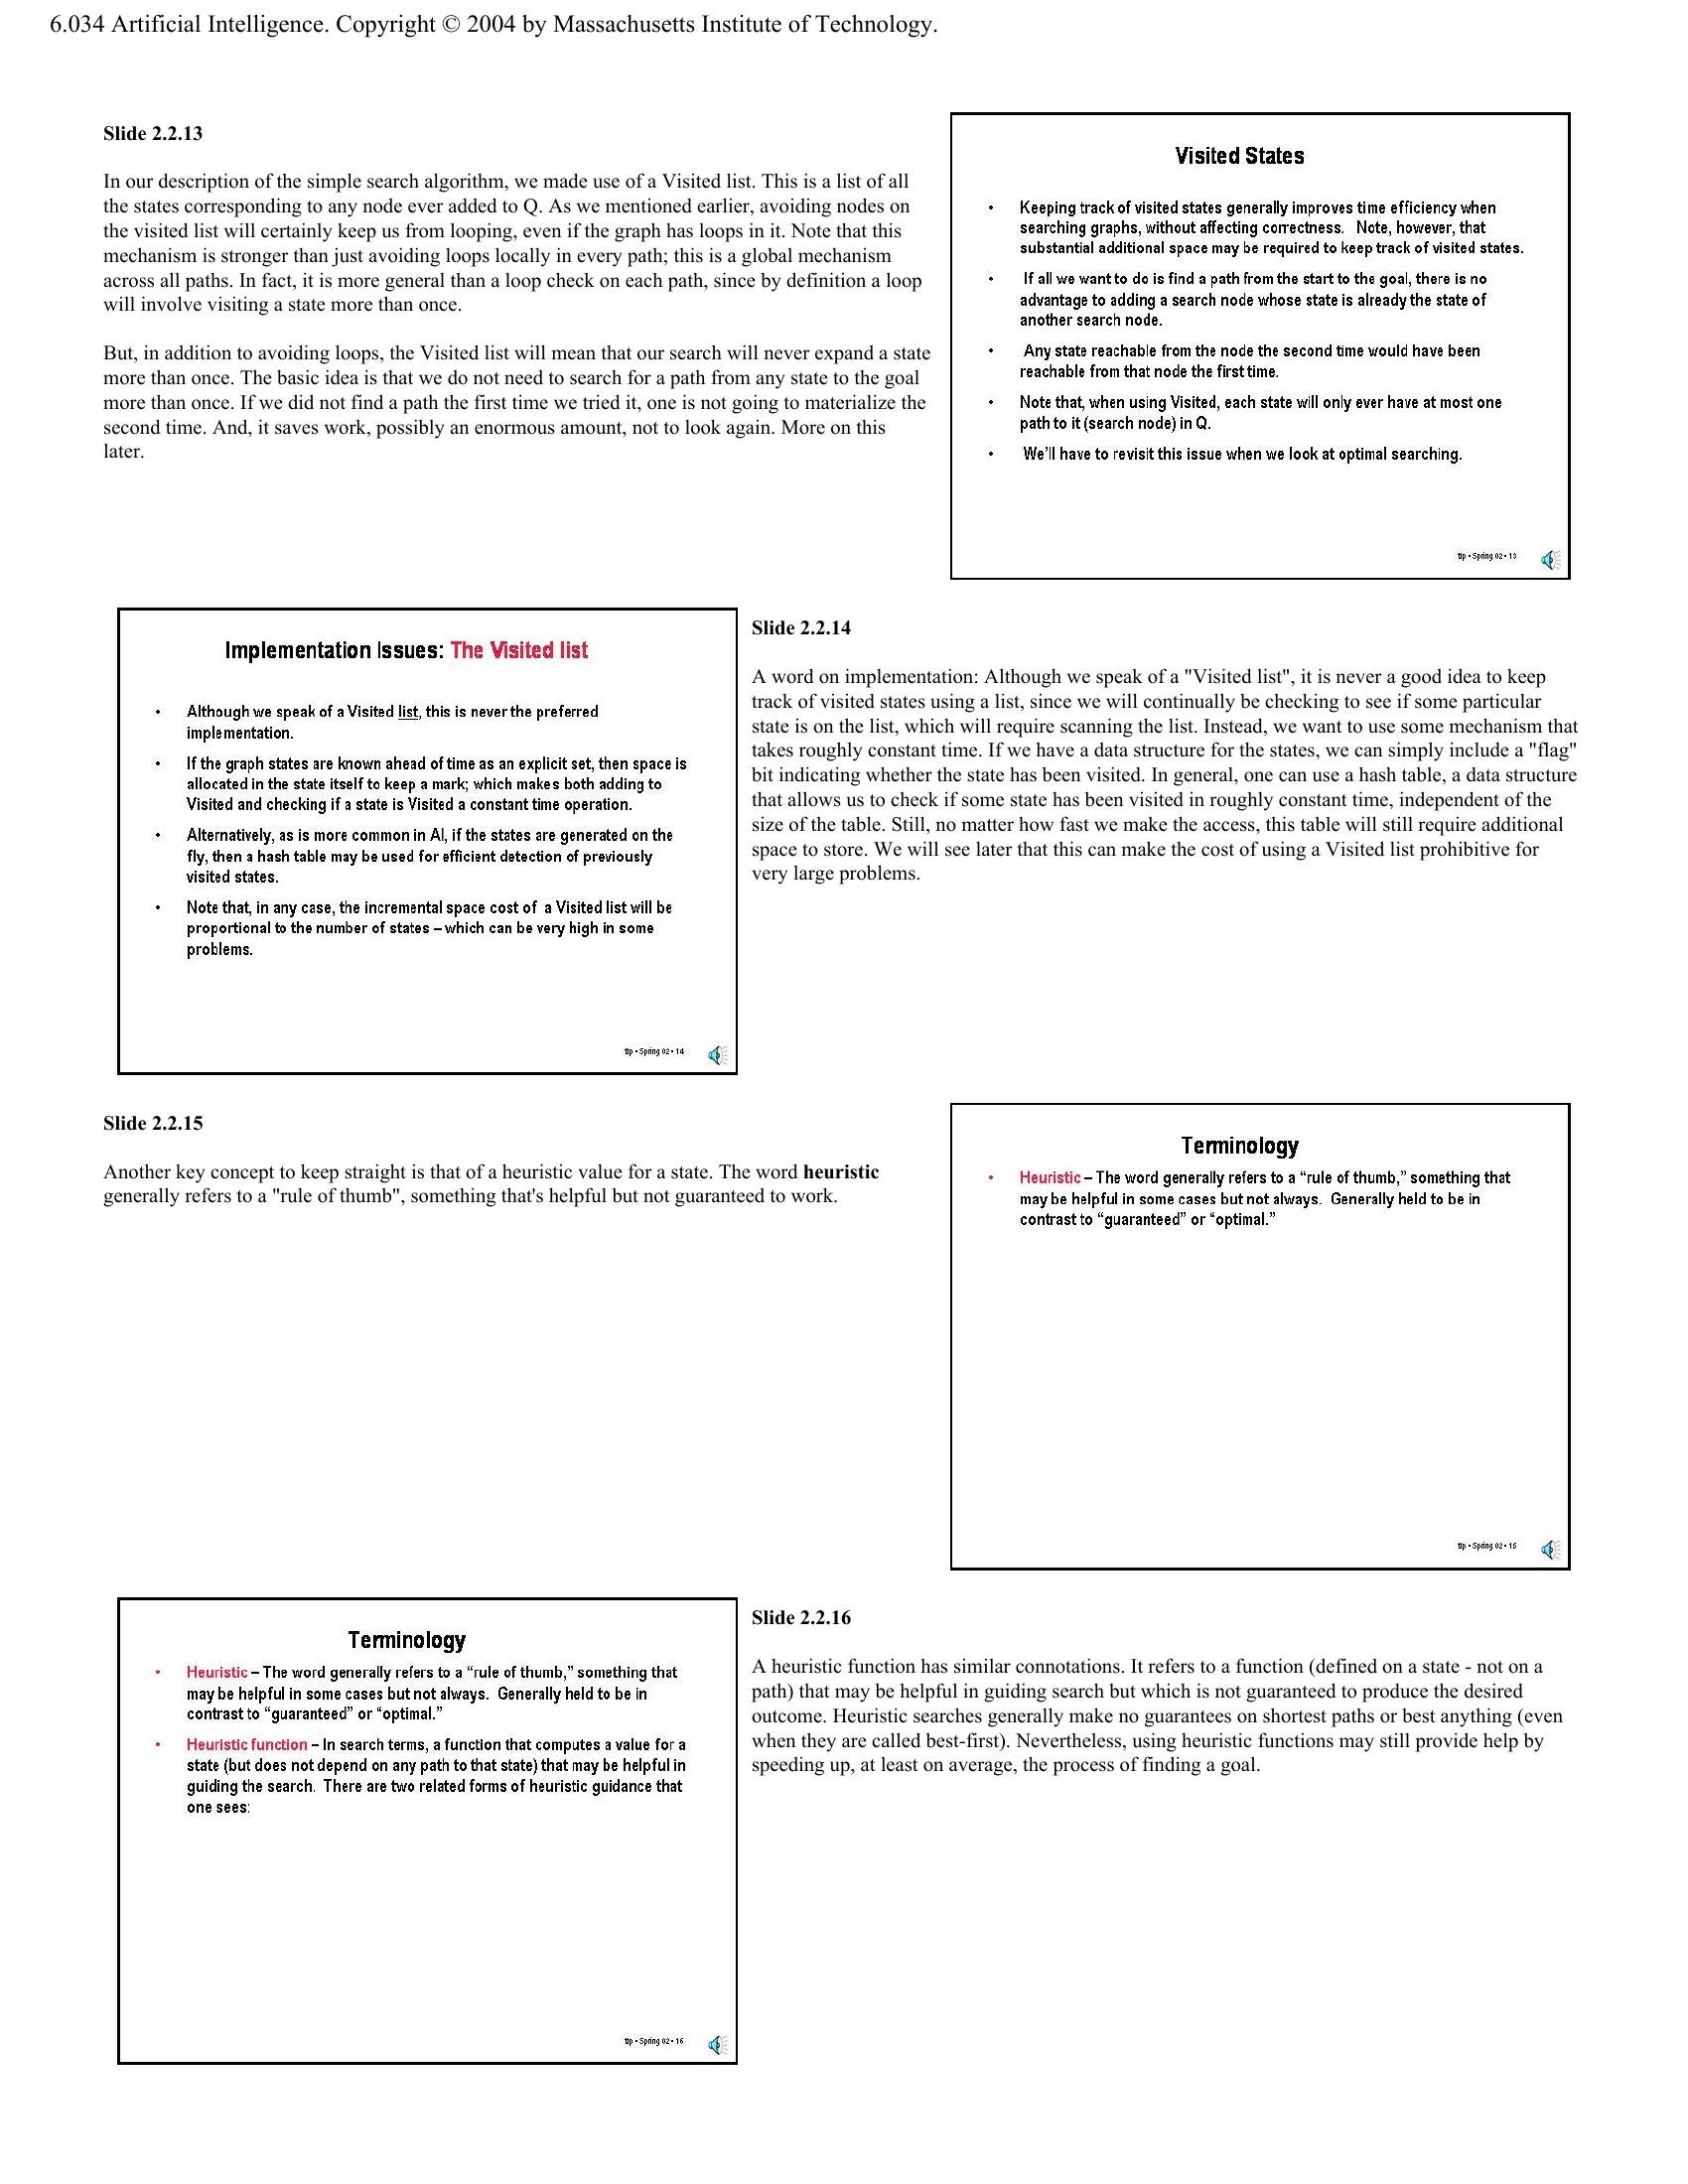 6.034 Artificial Intelligence. Copyright © 2004 by Massachusetts Institute of Technology.
Slide 2.2.13
In our description of the simple search algorithm, we made use of a Visited list. This is a list of all
the states corresponding to any node ever added to Q. As we mentioned earlier, avoiding nodes on
the visited list will certainly keep us from looping, even if the graph has loops in it. Note that this
mechanism is stronger than just avoiding loops locally in every path; this is a global mechanism
across all paths. In fact, it is more general than a loop check on each path, since by definition a loop
will involve visiting a state more than once.
But, in addition to avoiding loops, the Visited list will mean that our search will never expand a state
more than once. The basic idea is that we do not need to search for a path from any state to the goal
more than once. If we did not find a path the first time we tried it, one is not going to materialize the
second time. And, it saves work, possibly an enormous amount, not to look again. More on this
later.
Visited States
• Keeping track of visited states generally improves time efficiency when
searching graphs, without affecting correctness. Note, however, that
substantial additional space may be required to keep track of visited states.
• If all we want to do is find a path from the start to the goal, there is no
advantage to adding a search node whose state is already the state of
another search node.
• Any state reachable from the node the second time would have been
reachable from that node the first time.
• Note that, when using Visited, each state will only ever have at most one
path to it (search node) in Q.
• We'll have to revisit this issue when we look at optimal searching.
tlp • Spring 02 • 13
Implementation Issues: The Visited list
• Although we speak of a Visited list, this is never the preferred
implementation.
• If the graph states are known ahead of time as an explicit set, then space is
allocated in the state itself to keep a mark; which makes both adding to
Visited and checking if a state is Visited a constant time operation.
• Alternatively, as is more common in AI, if the states are generated on the
fly, then a hash table may be used for efficient detection of previously
visited states.
• Note that, in any case, the incremental space cost of a Visited list will be
proportional to the number of states – which can be very high in some
problems.
tlp • Spring 02 • 14
Slide 2.2.14
A word on implementation: Although we speak of a "Visited list", it is never a good idea to keep
track of visited states using a list, since we will continually be checking to see if some particular
state is on the list, which will require scanning the list. Instead, we want to use some mechanism that
takes roughly constant time. If we have a data structure for the states, we can simply include a "flag"
bit indicating whether the state has been visited. In general, one can use a hash table, a data structure
that allows us to check if some state has been visited in roughly constant time, independent of the
size of the table. Still, no matter how fast we make the access, this table will still require additional
space to store. We will see later that this can make the cost of using a Visited list prohibitive for
very large problems.
Slide 2.2.15
Another key concept to keep straight is that of a heuristic value for a state. The word heuristic
generally refers to a "rule of thumb", something that's helpful but not guaranteed to work.
Terminology
• Heuristic – The word generally refers to a “rule of thumb,” something that
may be helpful in some cases but not always. Generally held to be in
contrast to “guaranteed” or “optimal.”
tlp • Spring 02 • 15
Terminology
• Heuristic – The word generally refers to a “rule of thumb,” something that
may be helpful in some cases but not always. Generally held to be in
contrast to “guaranteed” or “optimal.”
• Heuristic function – In search terms, a function that computes a value for a
state (but does not depend on any path to that state) that may be helpful in
guiding the search. There are two related forms of heuristic guidance that
one sees:
tlp • Spring 02 • 16
Slide 2.2.16
A heuristic function has similar connotations. It refers to a function (defined on a state - not on a
path) that may be helpful in guiding search but which is not guaranteed to produce the desired
outcome. Heuristic searches generally make no guarantees on shortest paths or best anything (even
when they are called best-first). Nevertheless, using heuristic functions may still provide help by
speeding up, at least on average, the process of finding a goal.